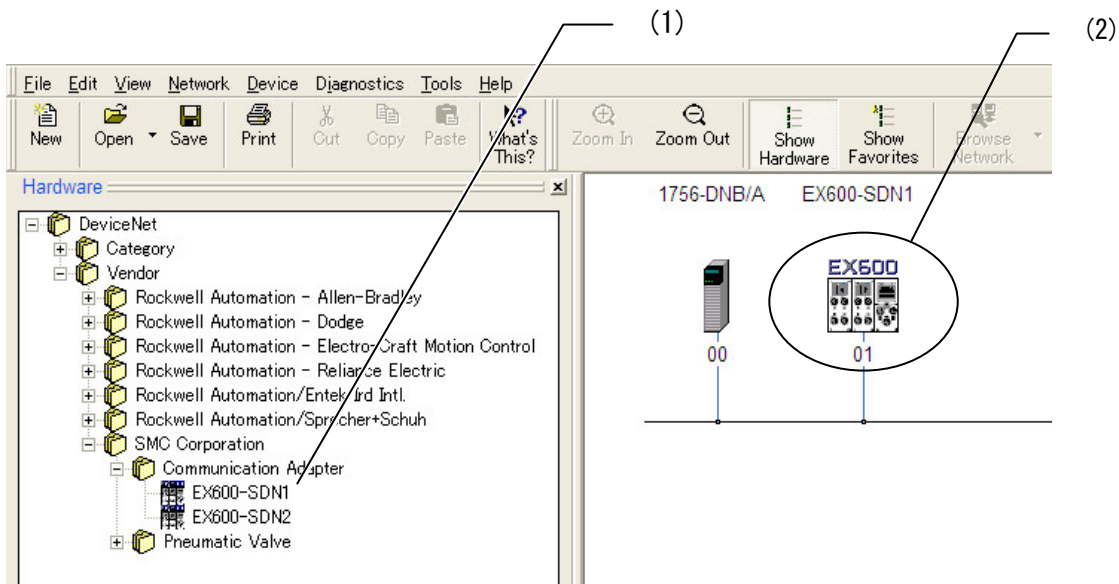 (1)
(2)
File Edit View Network Device Diagnostics Tools Help
New Open Save Print Cut Copy Paste What's This? Zoom In Zoom Out Show Hardware Show Favorites Browse Network
Hardware
1756-DNB/A EX600-SDN1
DeviceNet
Category
Vendor
Rockwell Automation - Allen-Bradley
Rockwell Automation - Dodge
Rockwell Automation - Electro-Craft Motion Control
Rockwell Automation - Reliance Electric
Rockwell Automation/Entek Ird Intl.
Rockwell Automation/Sprecher+Schuh
SMC Corporation
Communication Adapter
EX600-SDN1
EX600-SDN2
Pneumatic Valve
EX600
00 01